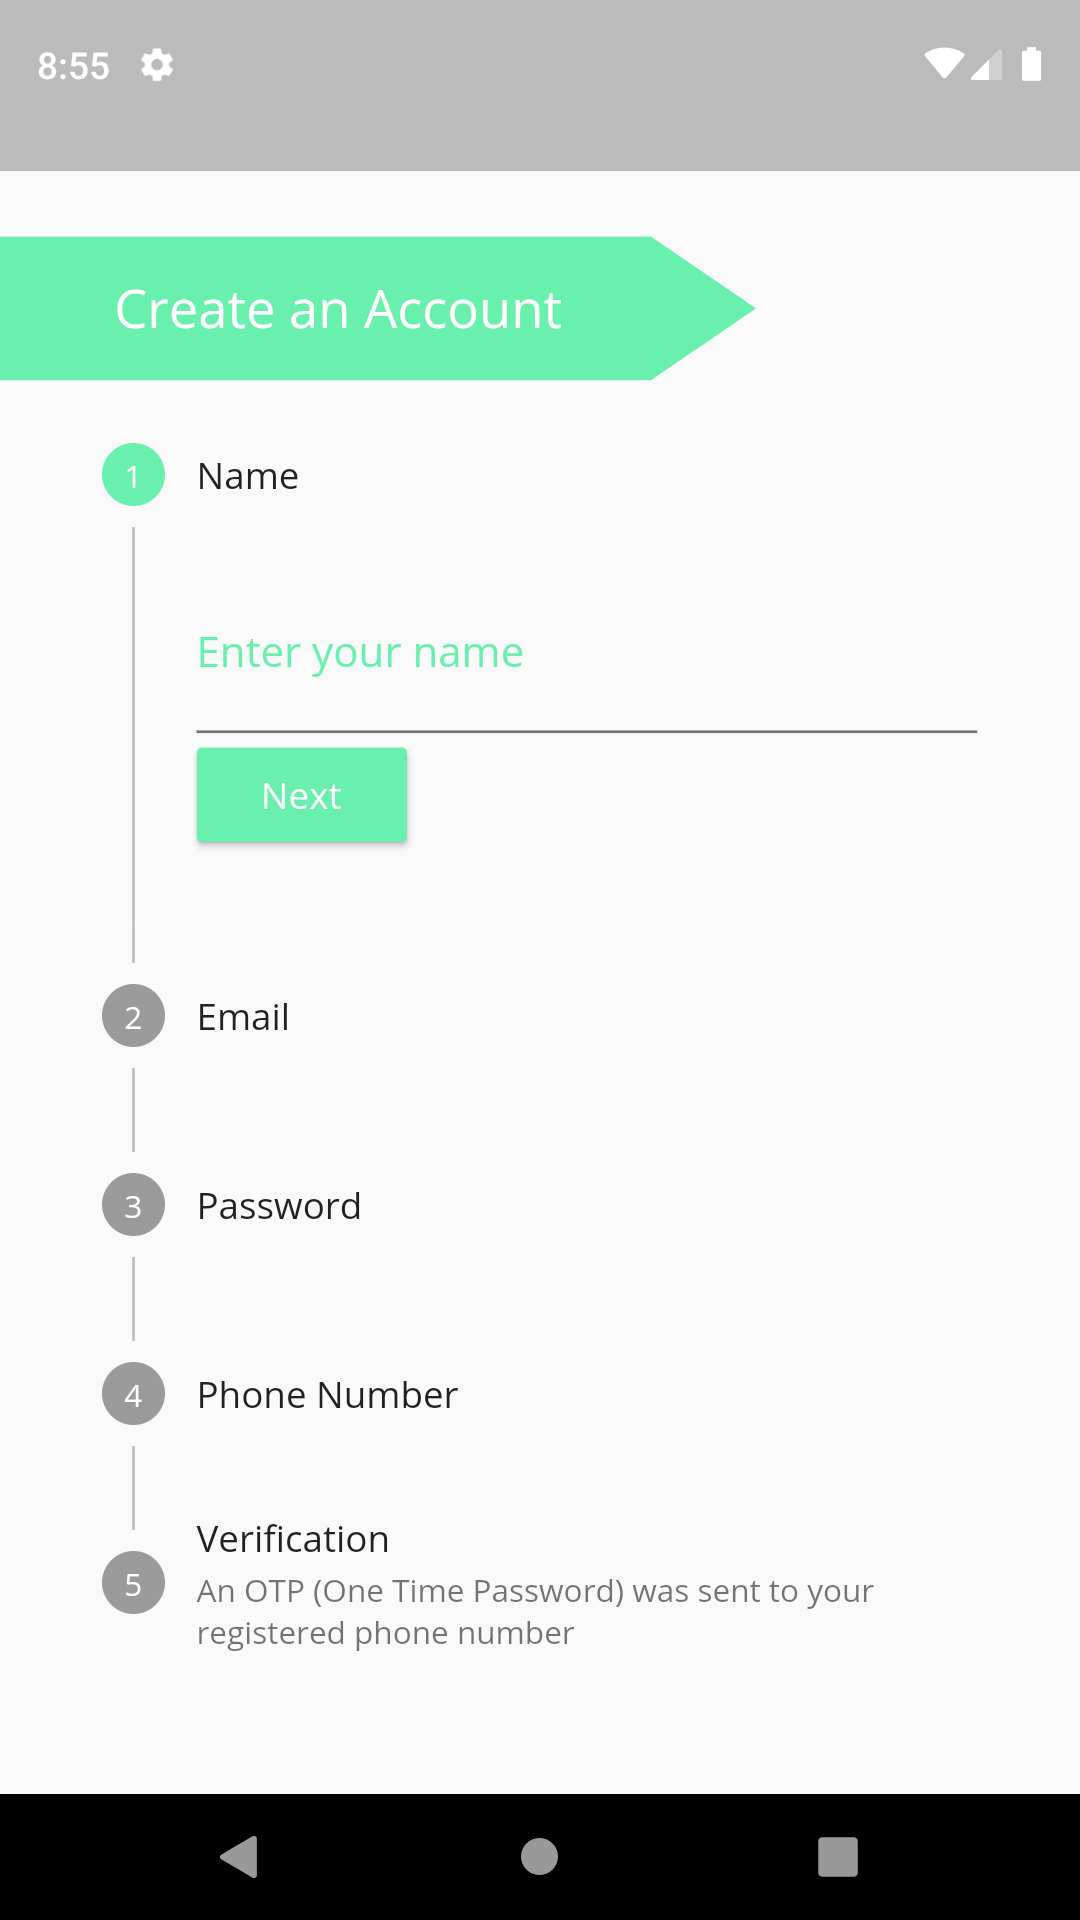 8:55
Create an Account
1 Name
Enter your name
Next
2 Email
3 Password
4 Phone Number
5 Verification
An OTP (One Time Password) was sent to your
registered phone number